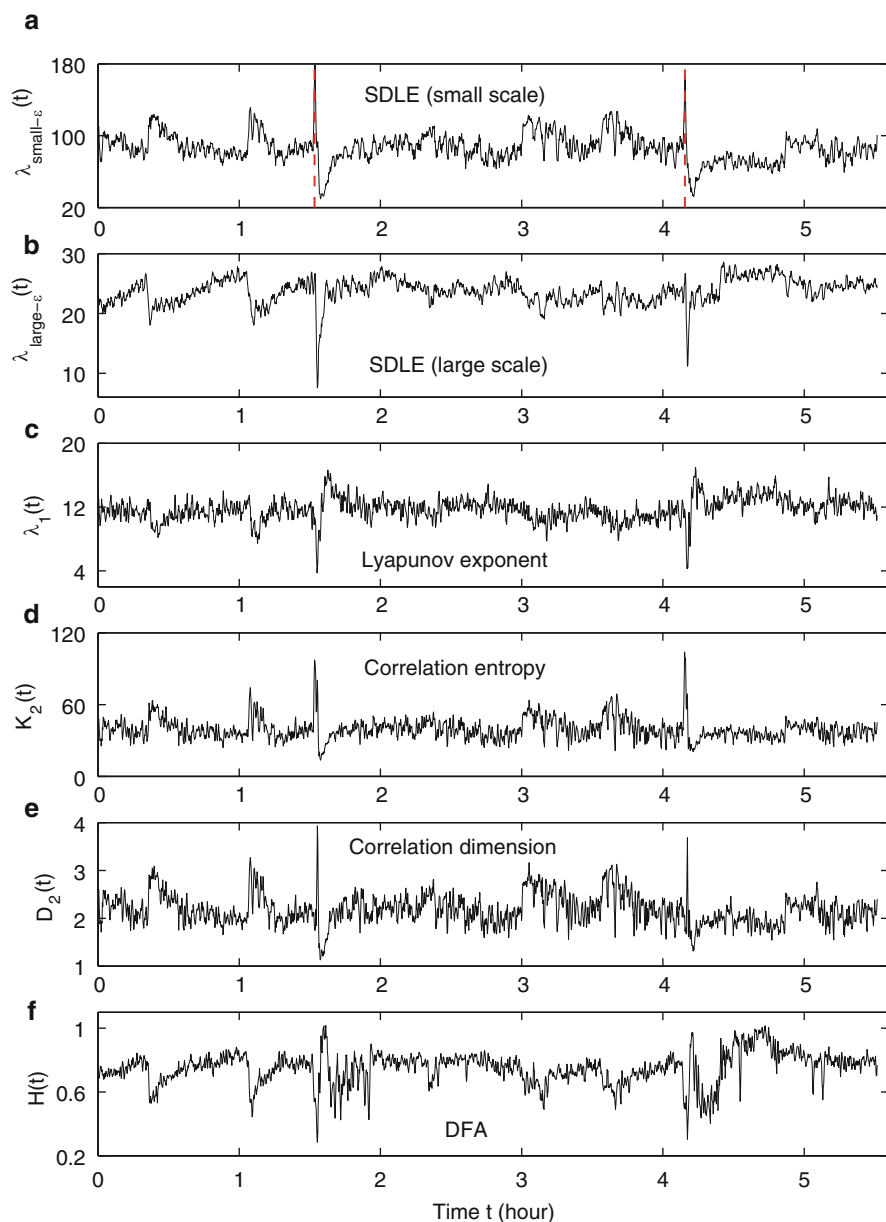 a
180
100
20
λsmall-ε(t)
SDLE (small scale)
0 1 2 3 4 5
b
30
20
10
λlarge-ε(t)
SDLE (large scale)
0 1 2 3 4 5
c
20
12
4
λ1(t)
Lyapunov exponent
0 1 2 3 4 5
d
120
60
0
K2(t)
Correlation entropy
0 1 2 3 4 5
e
4
3
2
1
D2(t)
Correlation dimension
0 1 2 3 4 5
f
1
0.6
0.2
H(t)
DFA
0 1 2 3 4 5
Time t (hour)